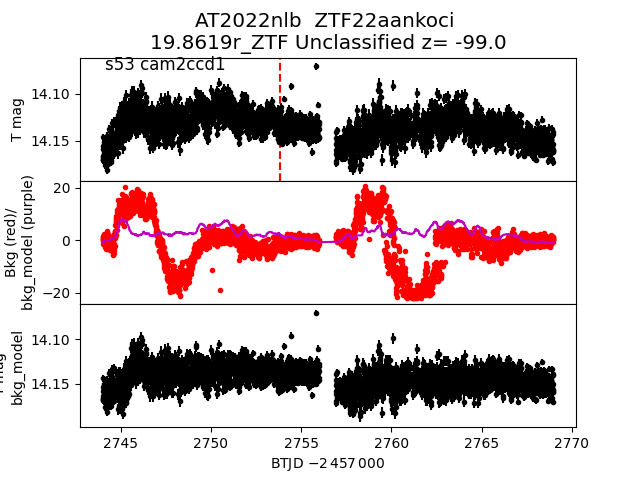 AT2022nlb  ZTF22aankoci
19.8619r_ZTF Unclassified z= -99.0
s53 cam2ccd1
T mag
14.10
14.15
Bkg (red)/
bkg_model (purple)
20
0
−20
bkg_model
14.10
14.15
2745
2750
2755
2760
2765
2770
BTJD −2 457 000